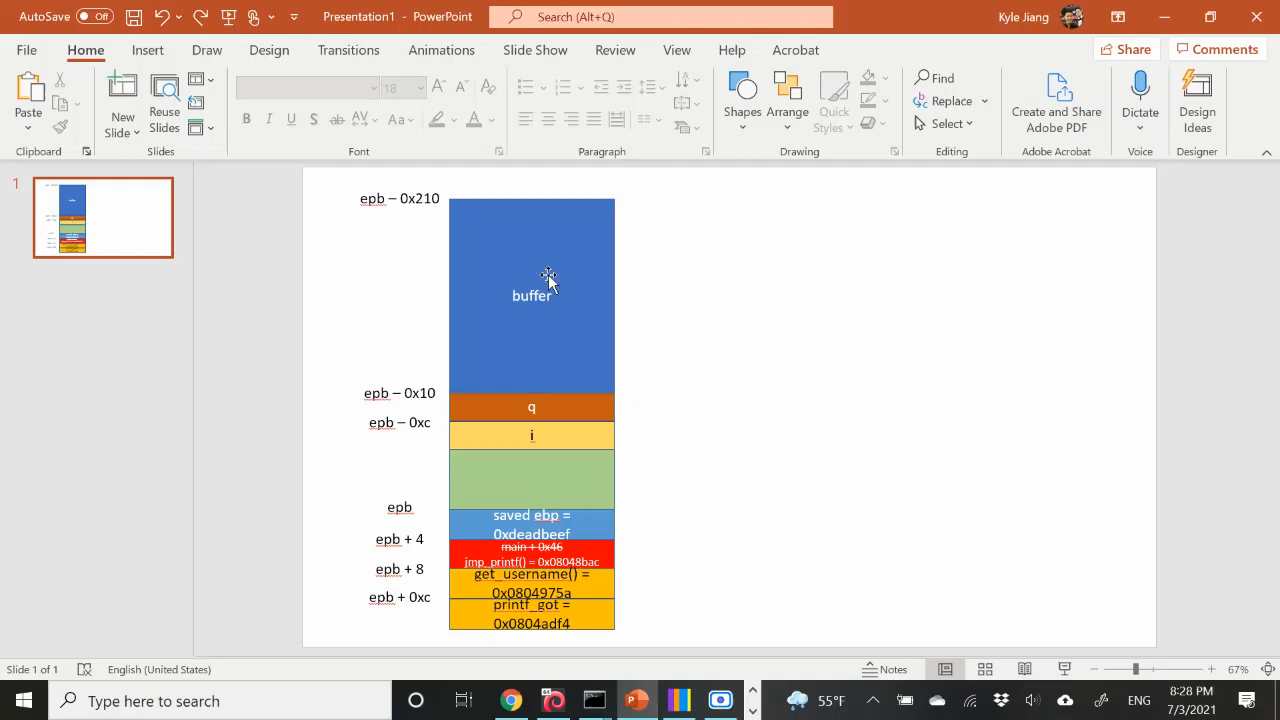 AutoSave Off Presentation1 - PowerPoint Search (Alt+Q) Kyle Jiang
File Home Insert Draw Design Transitions Animations Slide Show Review View Help Acrobat Share Comments
Paste
New
Slide
Reuse
Slides
B I U S ab AV Aa A
Shapes
Arrange
Quick
Styles
Find
Replace
Select
Create and Share
Adobe PDF
Dictate
Design
Ideas
Clipboard Slides Font Paragraph Drawing Editing Adobe Acrobat Voice Designer
1
epb – 0x210
buffer
epb – 0x10
q
epb – 0xc
i
epb
saved ebp =
0xdeadbeef
epb + 4
main + 0x46
jmp_printf() = 0x08048bac
epb + 8
get_username() =
0x0804975a
epb + 0xc
printf_got =
0x0804adf4
Slide 1 of 1 English (United States) Notes 67%
Type here to search
55°F ENG
8:28 PM
7/3/2021